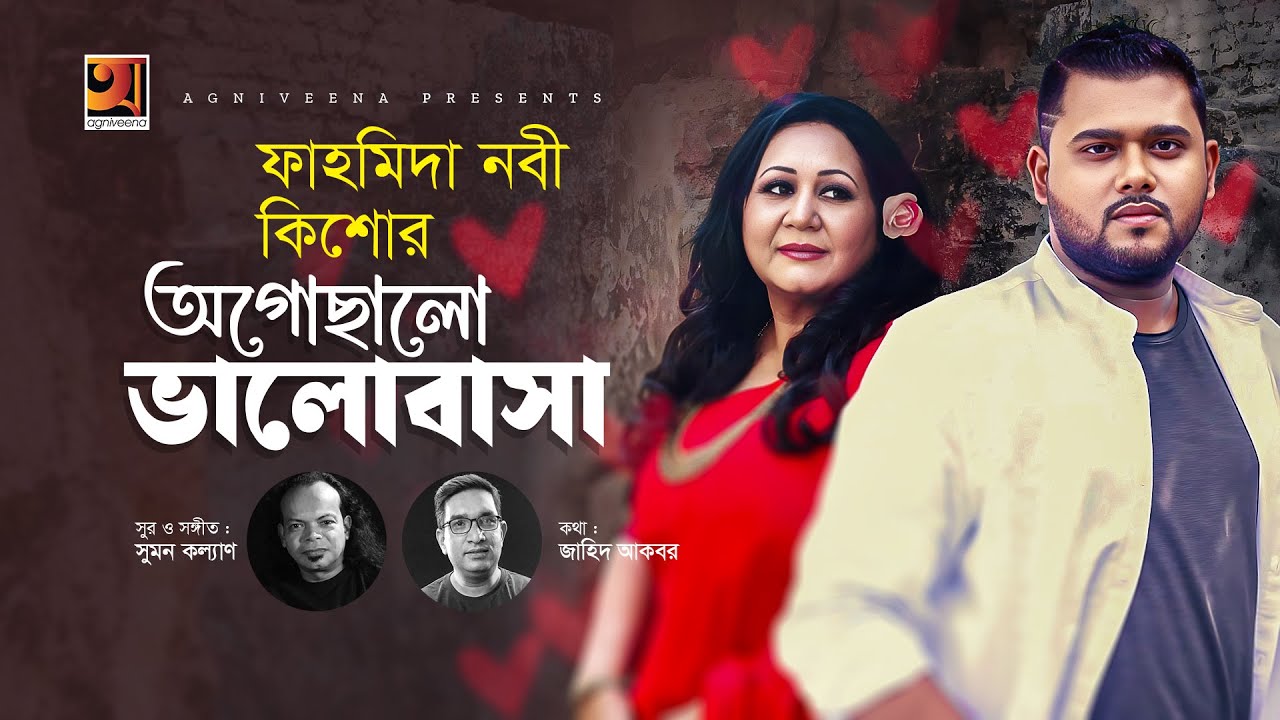 agniveena
AGNIVEENA PRESENTS
ফাহমিদা নবী
কিশোর
অগোছালো
ভালোবাসা
সুর ও সঙ্গীত :
সুমন কল্যাণ
কথা :
জাহিদ আকবর